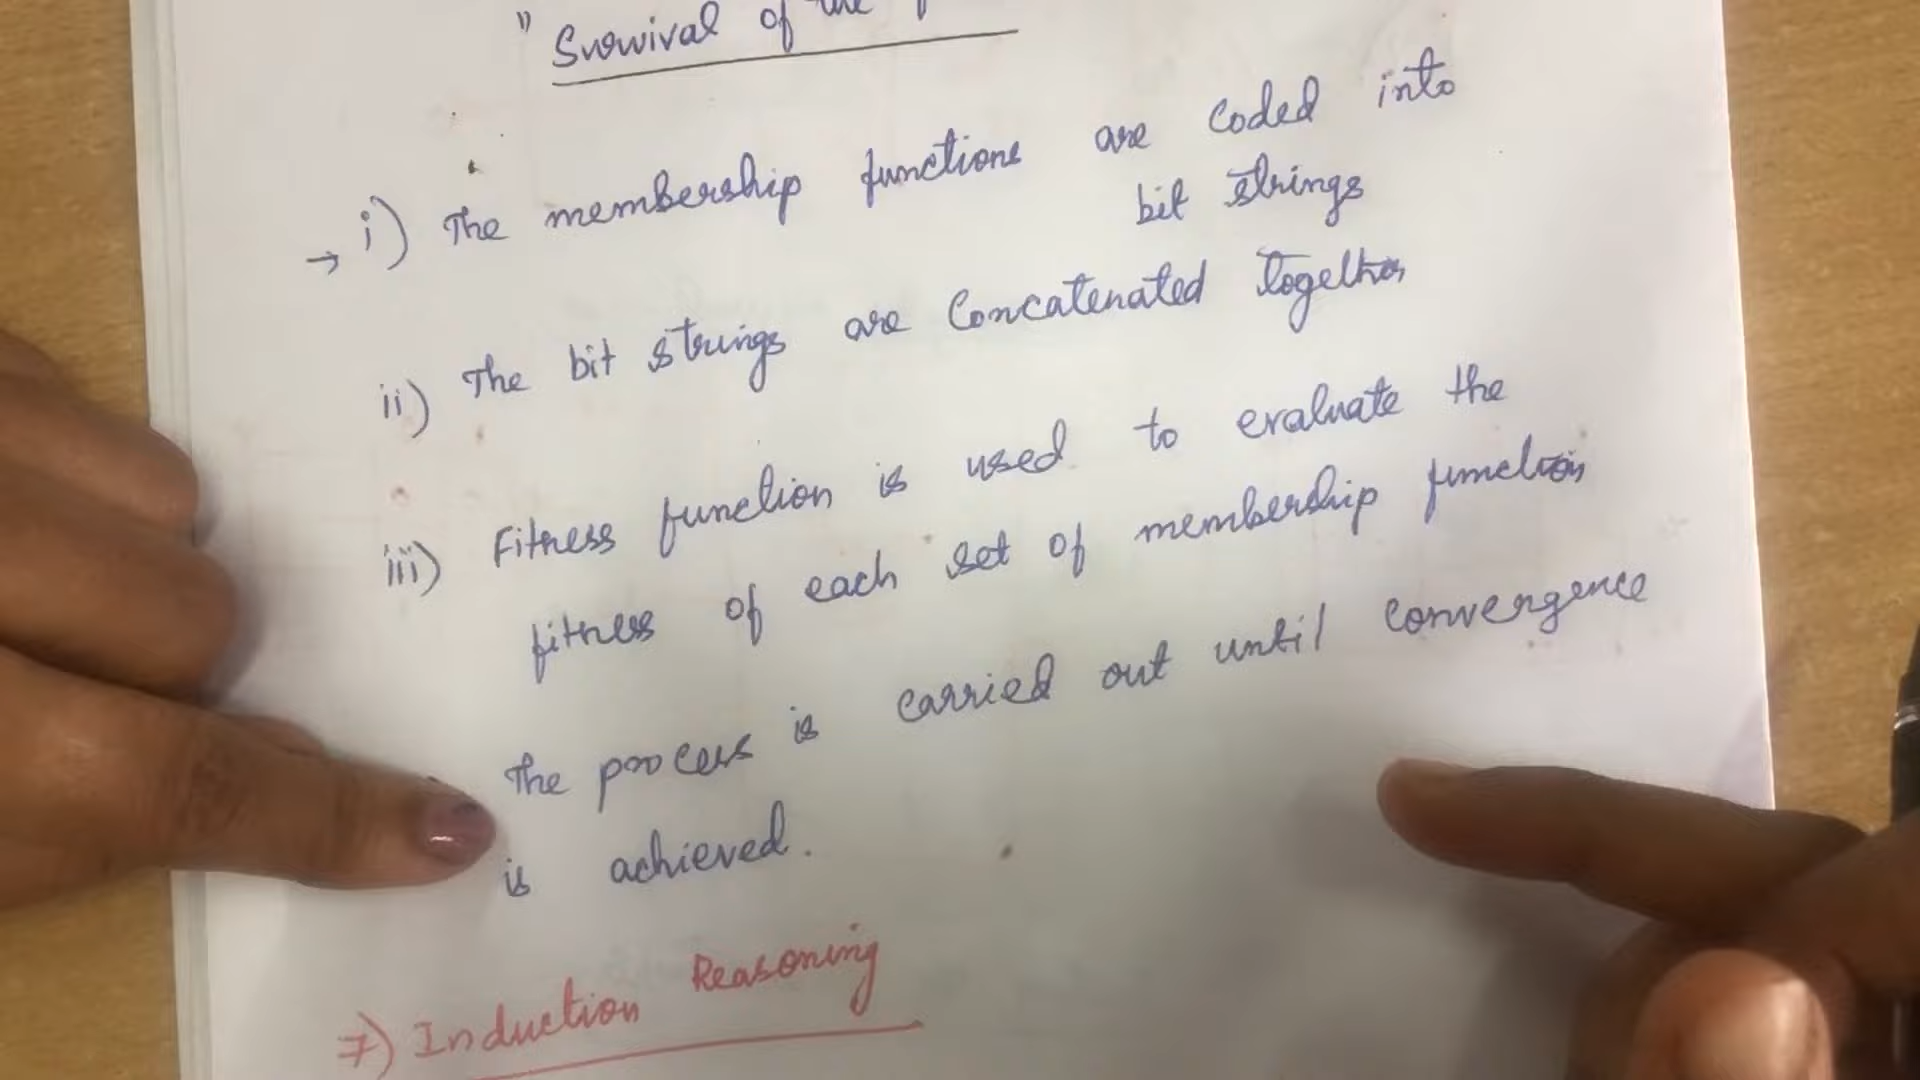 " Survival of the
→ i) The membership functions are coded into
bit strings
ii) The bit strings are concatenated together
iii) Fitness function is used to evaluate the
fitness of each set of membership function
The process is carried out until convergence
is achieved.
7) Induction Reasoning